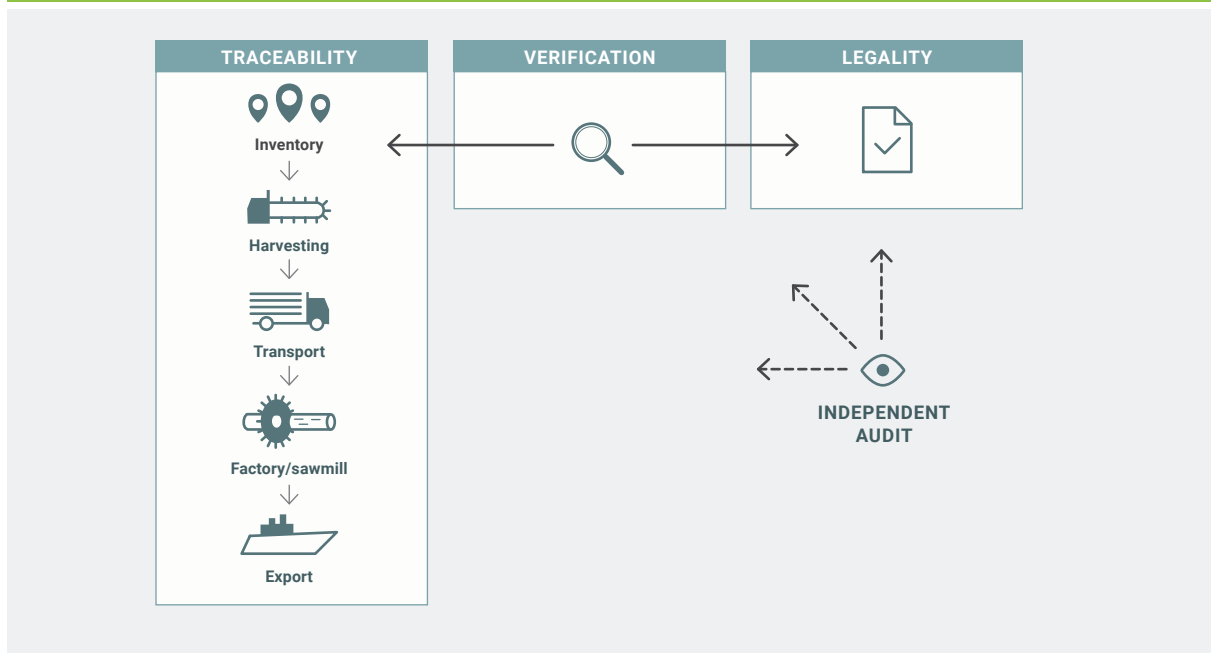 TRACEABILITY
Inventory
Harvesting
Transport
Factory/sawmill
Export
VERIFICATION
LEGALITY
INDEPENDENT
AUDIT